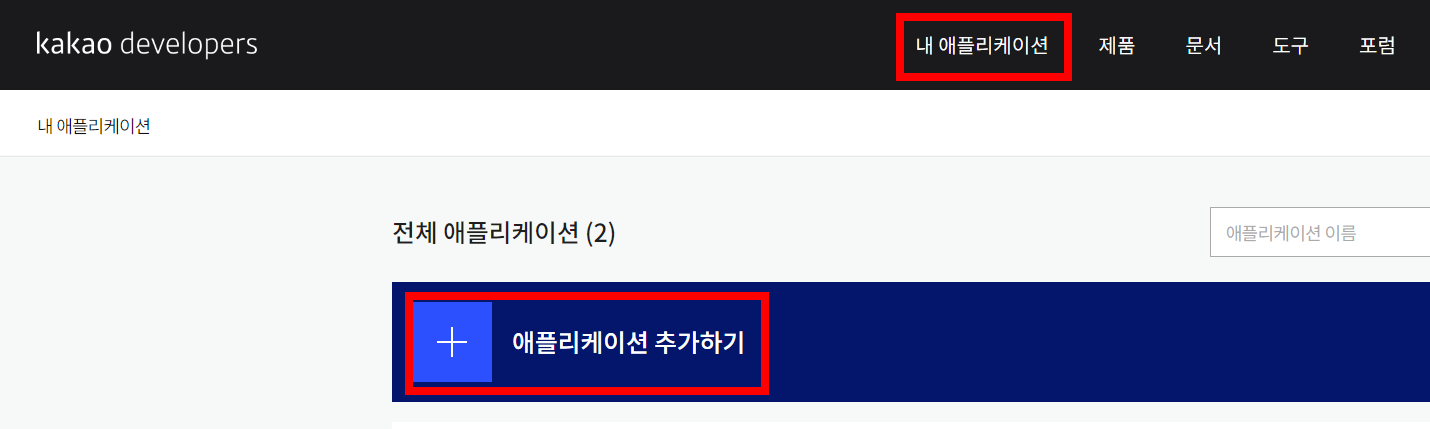 kakao developers 내 애플리케이션 제품 문서 도구 포럼
내 애플리케이션
전체 애플리케이션 (2) 애플리케이션 이름
애플리케이션 추가하기